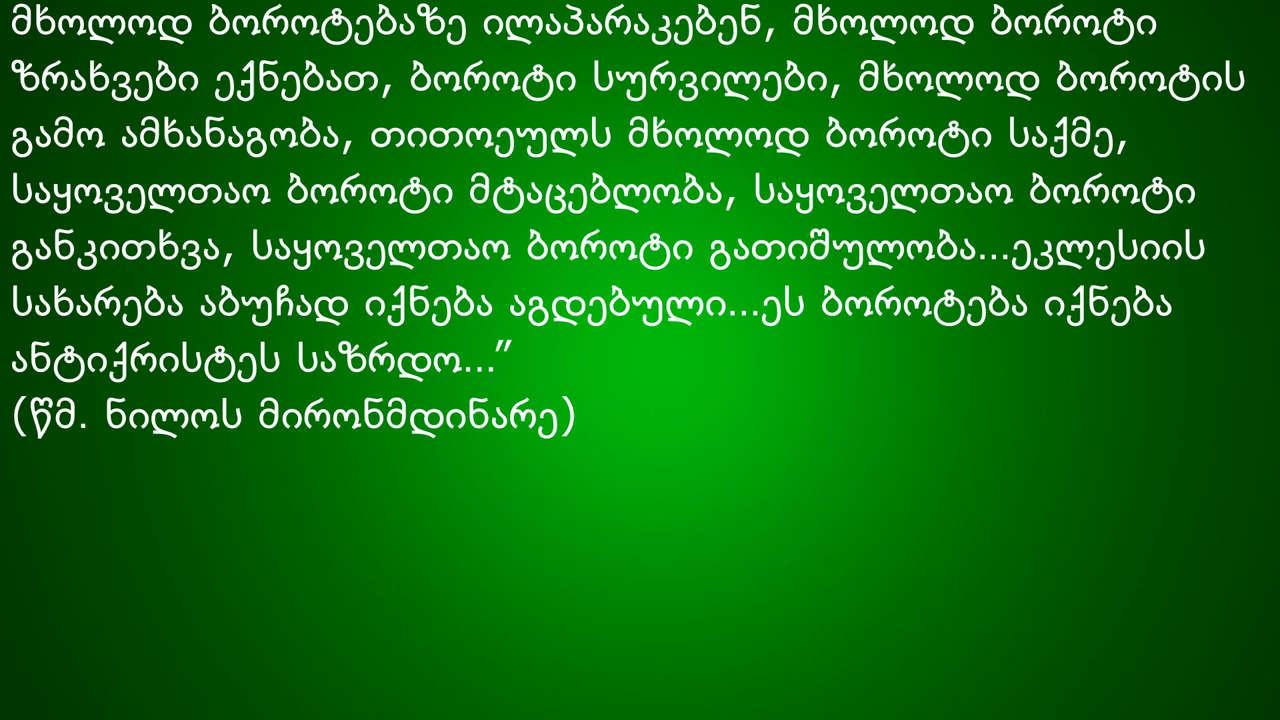 მხოლოდ ბოროტებაზე ილაპარაკებენ, მხოლოდ ბოროტი
ზრახვები ექნებათ, ბოროტი სურვილები, მხოლოდ ბოროტის
გამო ამხანაგობა, თითოეულს მხოლოდ ბოროტი საქმე,
საყოველთაო ბოროტი მტაცებლობა, საყოველთაო ბოროტი
განკითხვა, საყოველთაო ბოროტი გათიშულობა...ეკლესიის
სახარება აბუჩად იქნება აგდებული...ეს ბოროტება იქნება
ანტიქრისტეს საზრდო...”
(წმ. ნილოს მირონმდინარე)